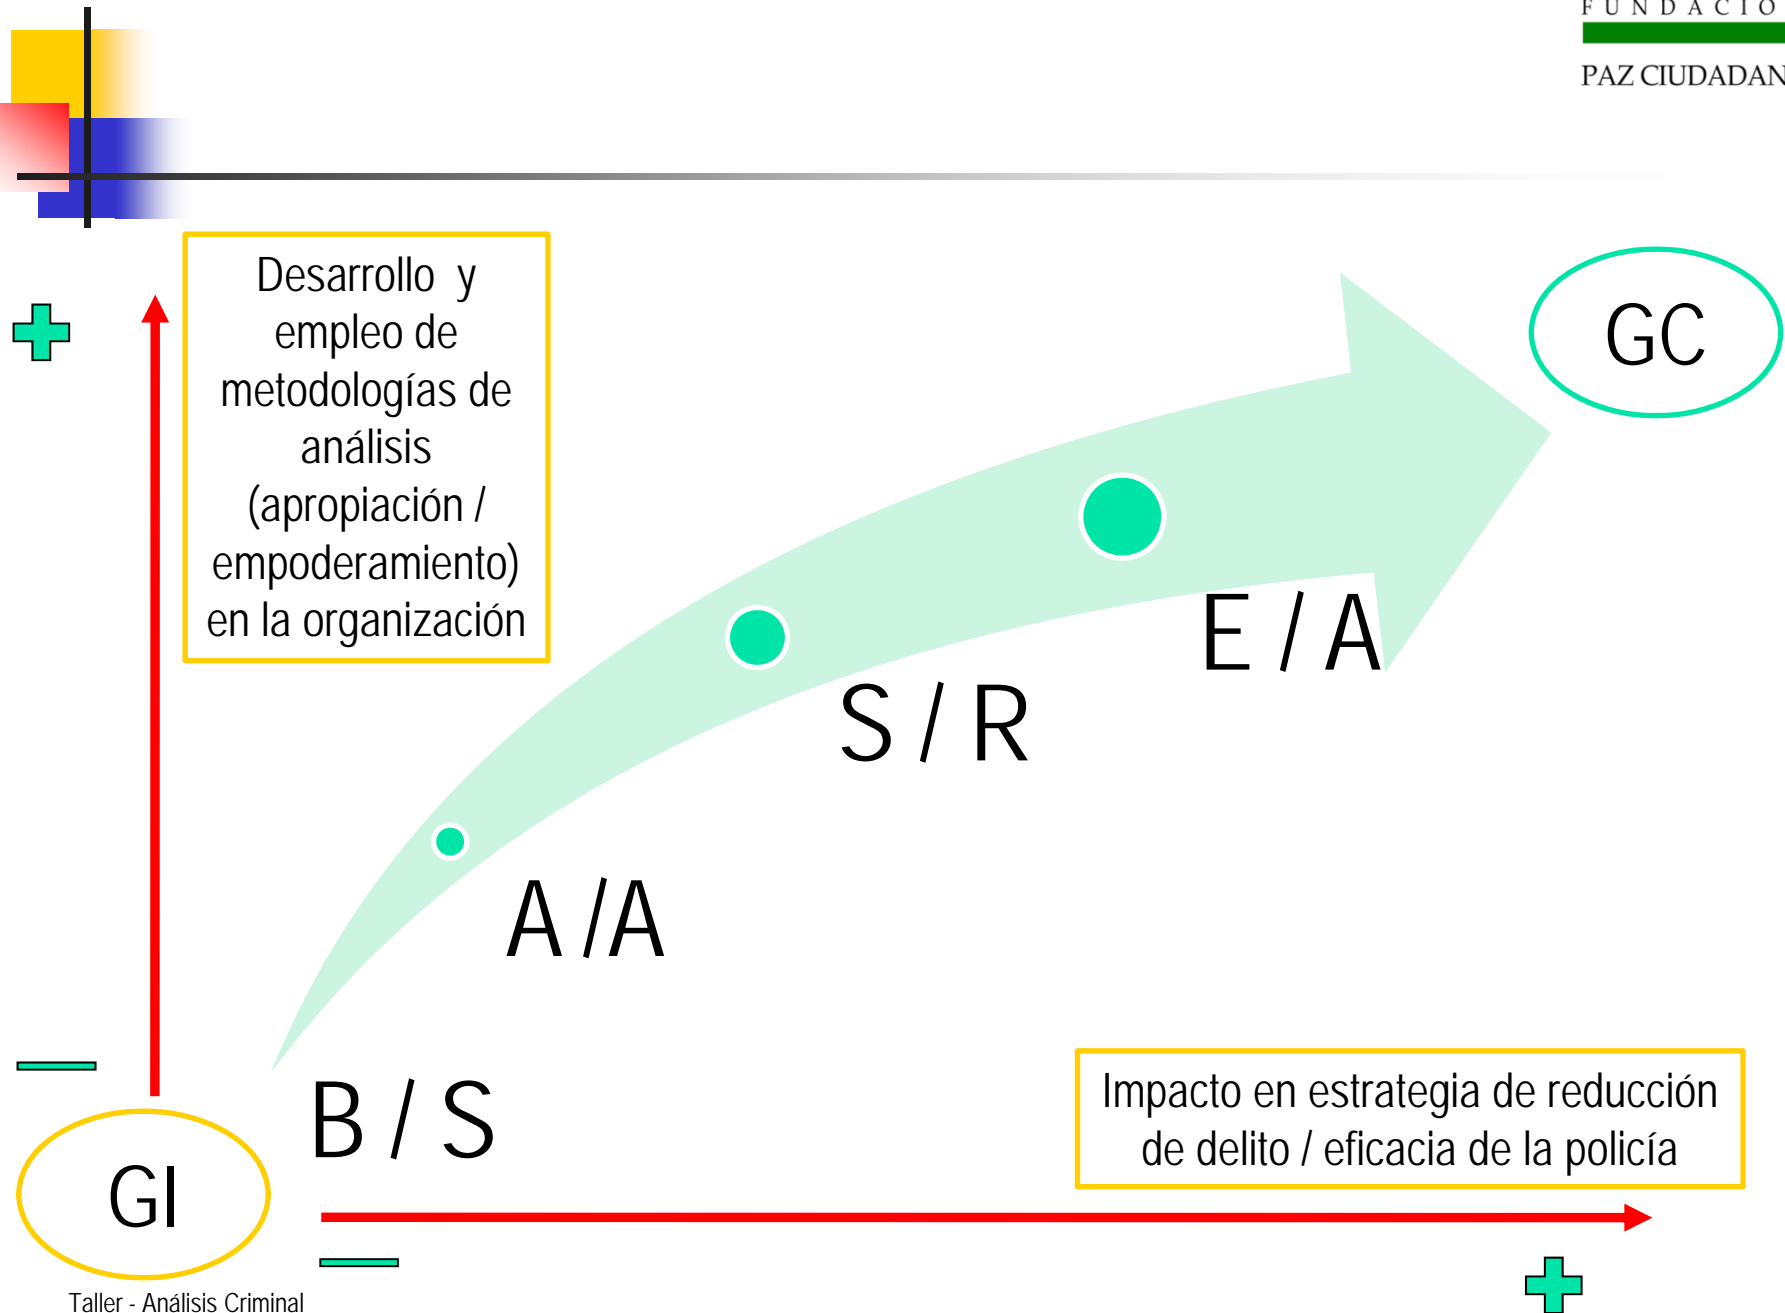 FUNDACIO
PAZ CIUDADAN
Desarrollo y
empleo de
metodologías de
análisis
(apropiación /
empoderamiento)
en la organización
GC
E / A
S / R
A /A
B / S
GI
Impacto en estrategia de reducción
de delito / eficacia de la policía
Taller - Análisis Criminal